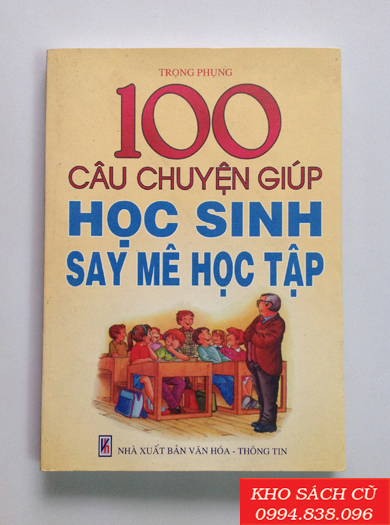 TRỌNG PHỤNG
100
CÂU CHUYỆN GIÚP
HỌC SINH
SAY MÊ HỌC TẬP
NHÀ XUẤT BẢN VĂN HÓA - THÔNG TIN
KHO SÁCH CŨ
0994.838.096